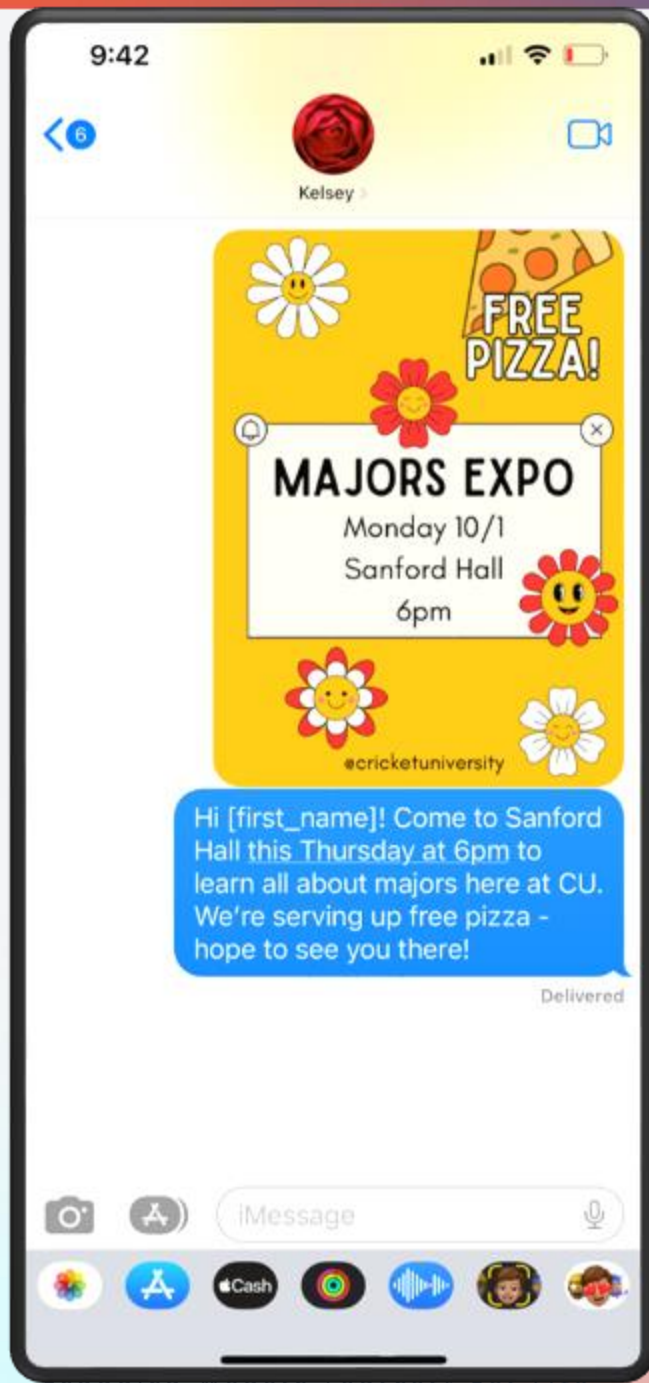 9:42
6
Kelsey
FREE
PIZZA!
MAJORS EXPO
Monday 10/1
Sanford Hall
6pm
@cricketuniversity
Hi [first_name]! Come to Sanford
Hall this Thursday at 6pm to
learn all about majors here at CU.
We're serving up free pizza -
hope to see you there!
Delivered
iMessage
Cash